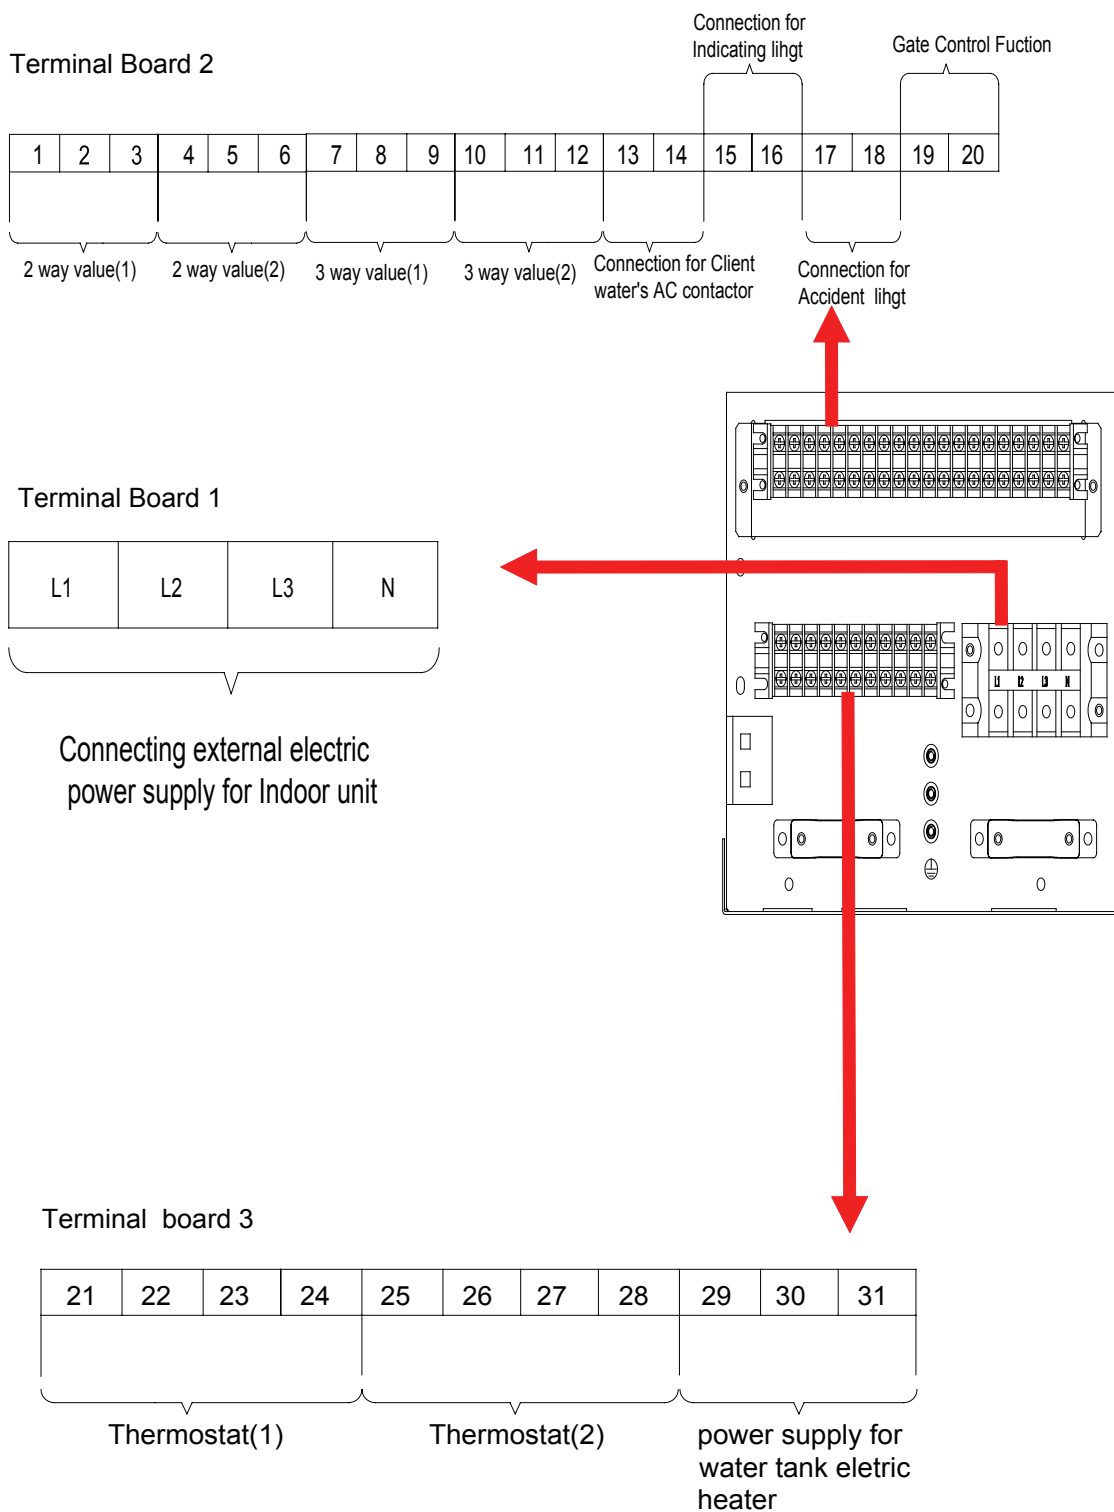 Connection for
Indicating lihgt
Gate Control Fuction
Terminal Board 2
1 2 3 4 5 6 7 8 9 10 11 12 13 14 15 16 17 18 19 20
2 way value(1)
2 way value(2)
3 way value(1)
3 way value(2)
Connection for Client
water's AC contactor
Connection for
Accident lihgt
Terminal Board 1
L1 L2 L3 N
Connecting external electric
power supply for Indoor unit
L1 L2 L3 N
Terminal board 3
21 22 23 24 25 26 27 28 29 30 31
Thermostat(1)
Thermostat(2)
power supply for
water tank eletric
heater